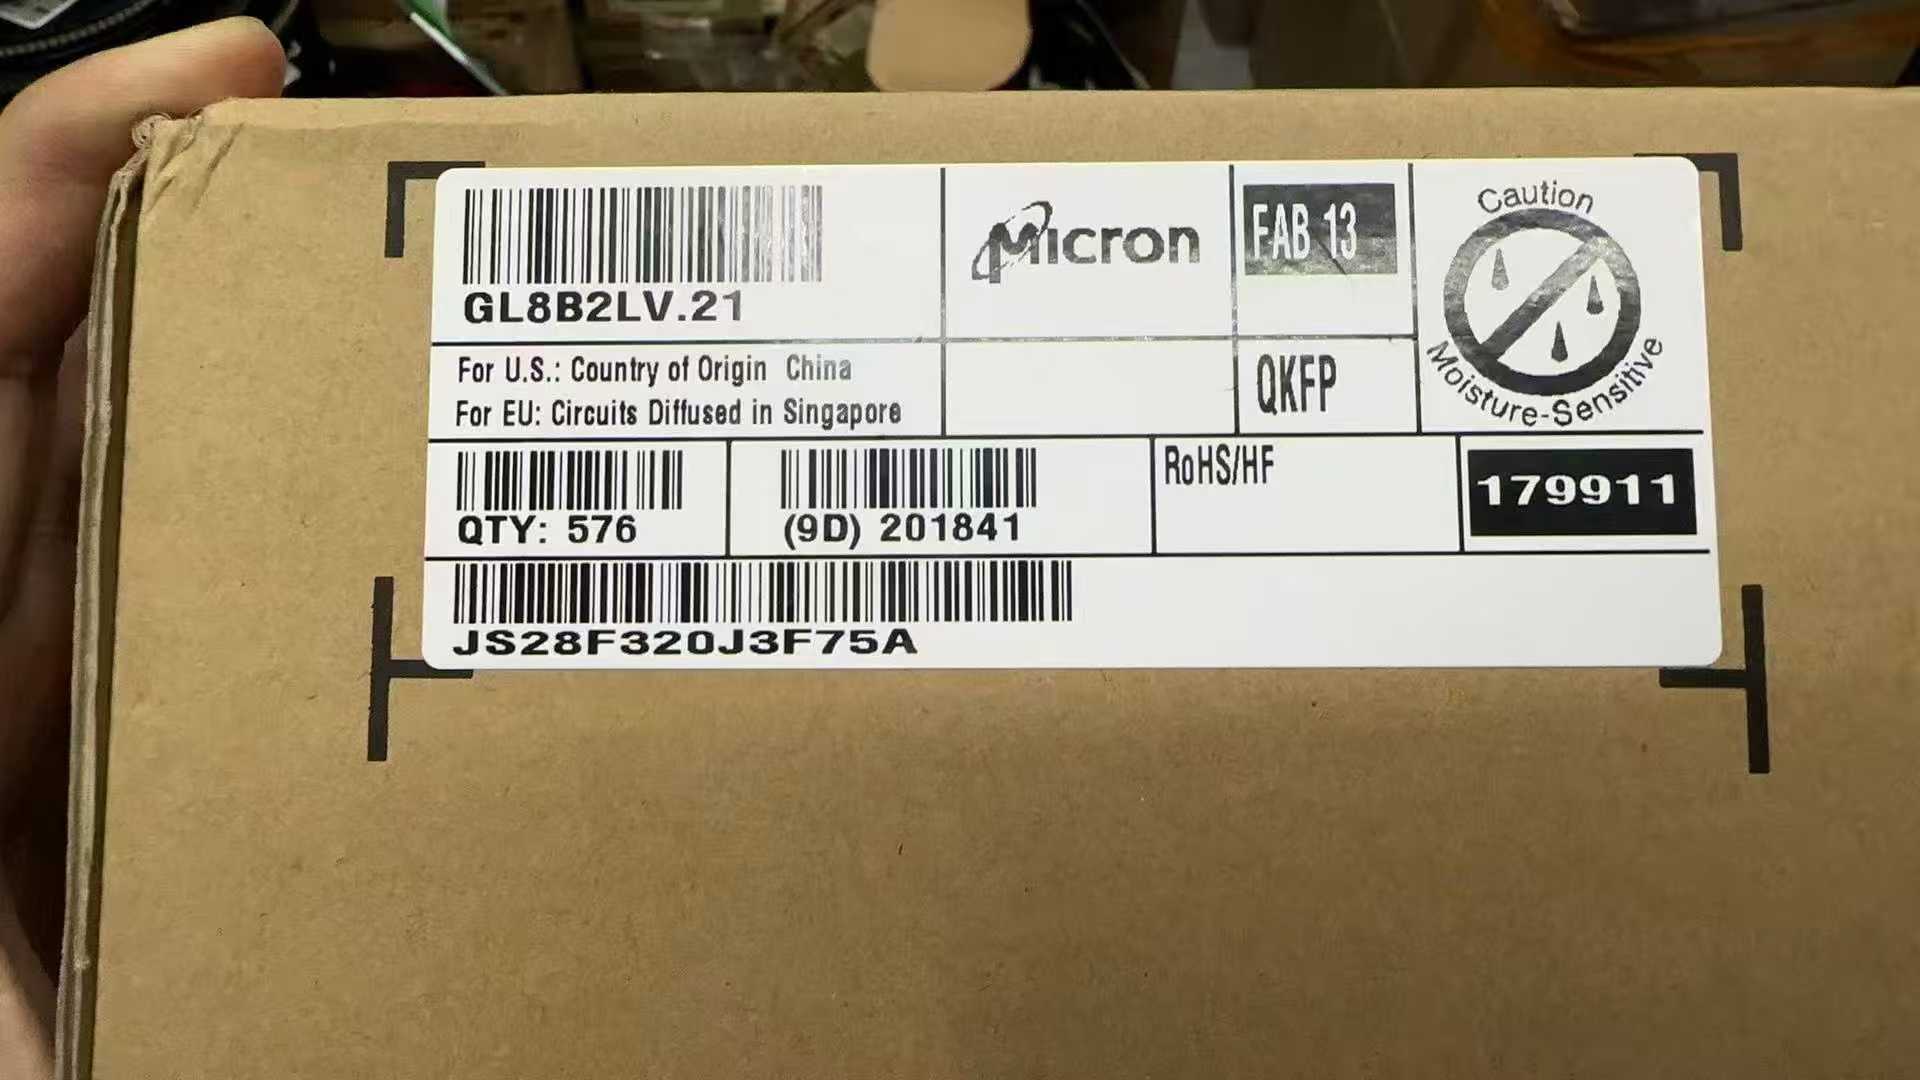 GL8B2LV.21
Micron
FAB 13
Caution
Moisture-Sensitive
For U.S.: Country of Origin China
For EU: Circuits Diffused in Singapore
QKFP
QTY: 576
(9D) 201841
RoHS/HF
179911
JS28F320J3F75A